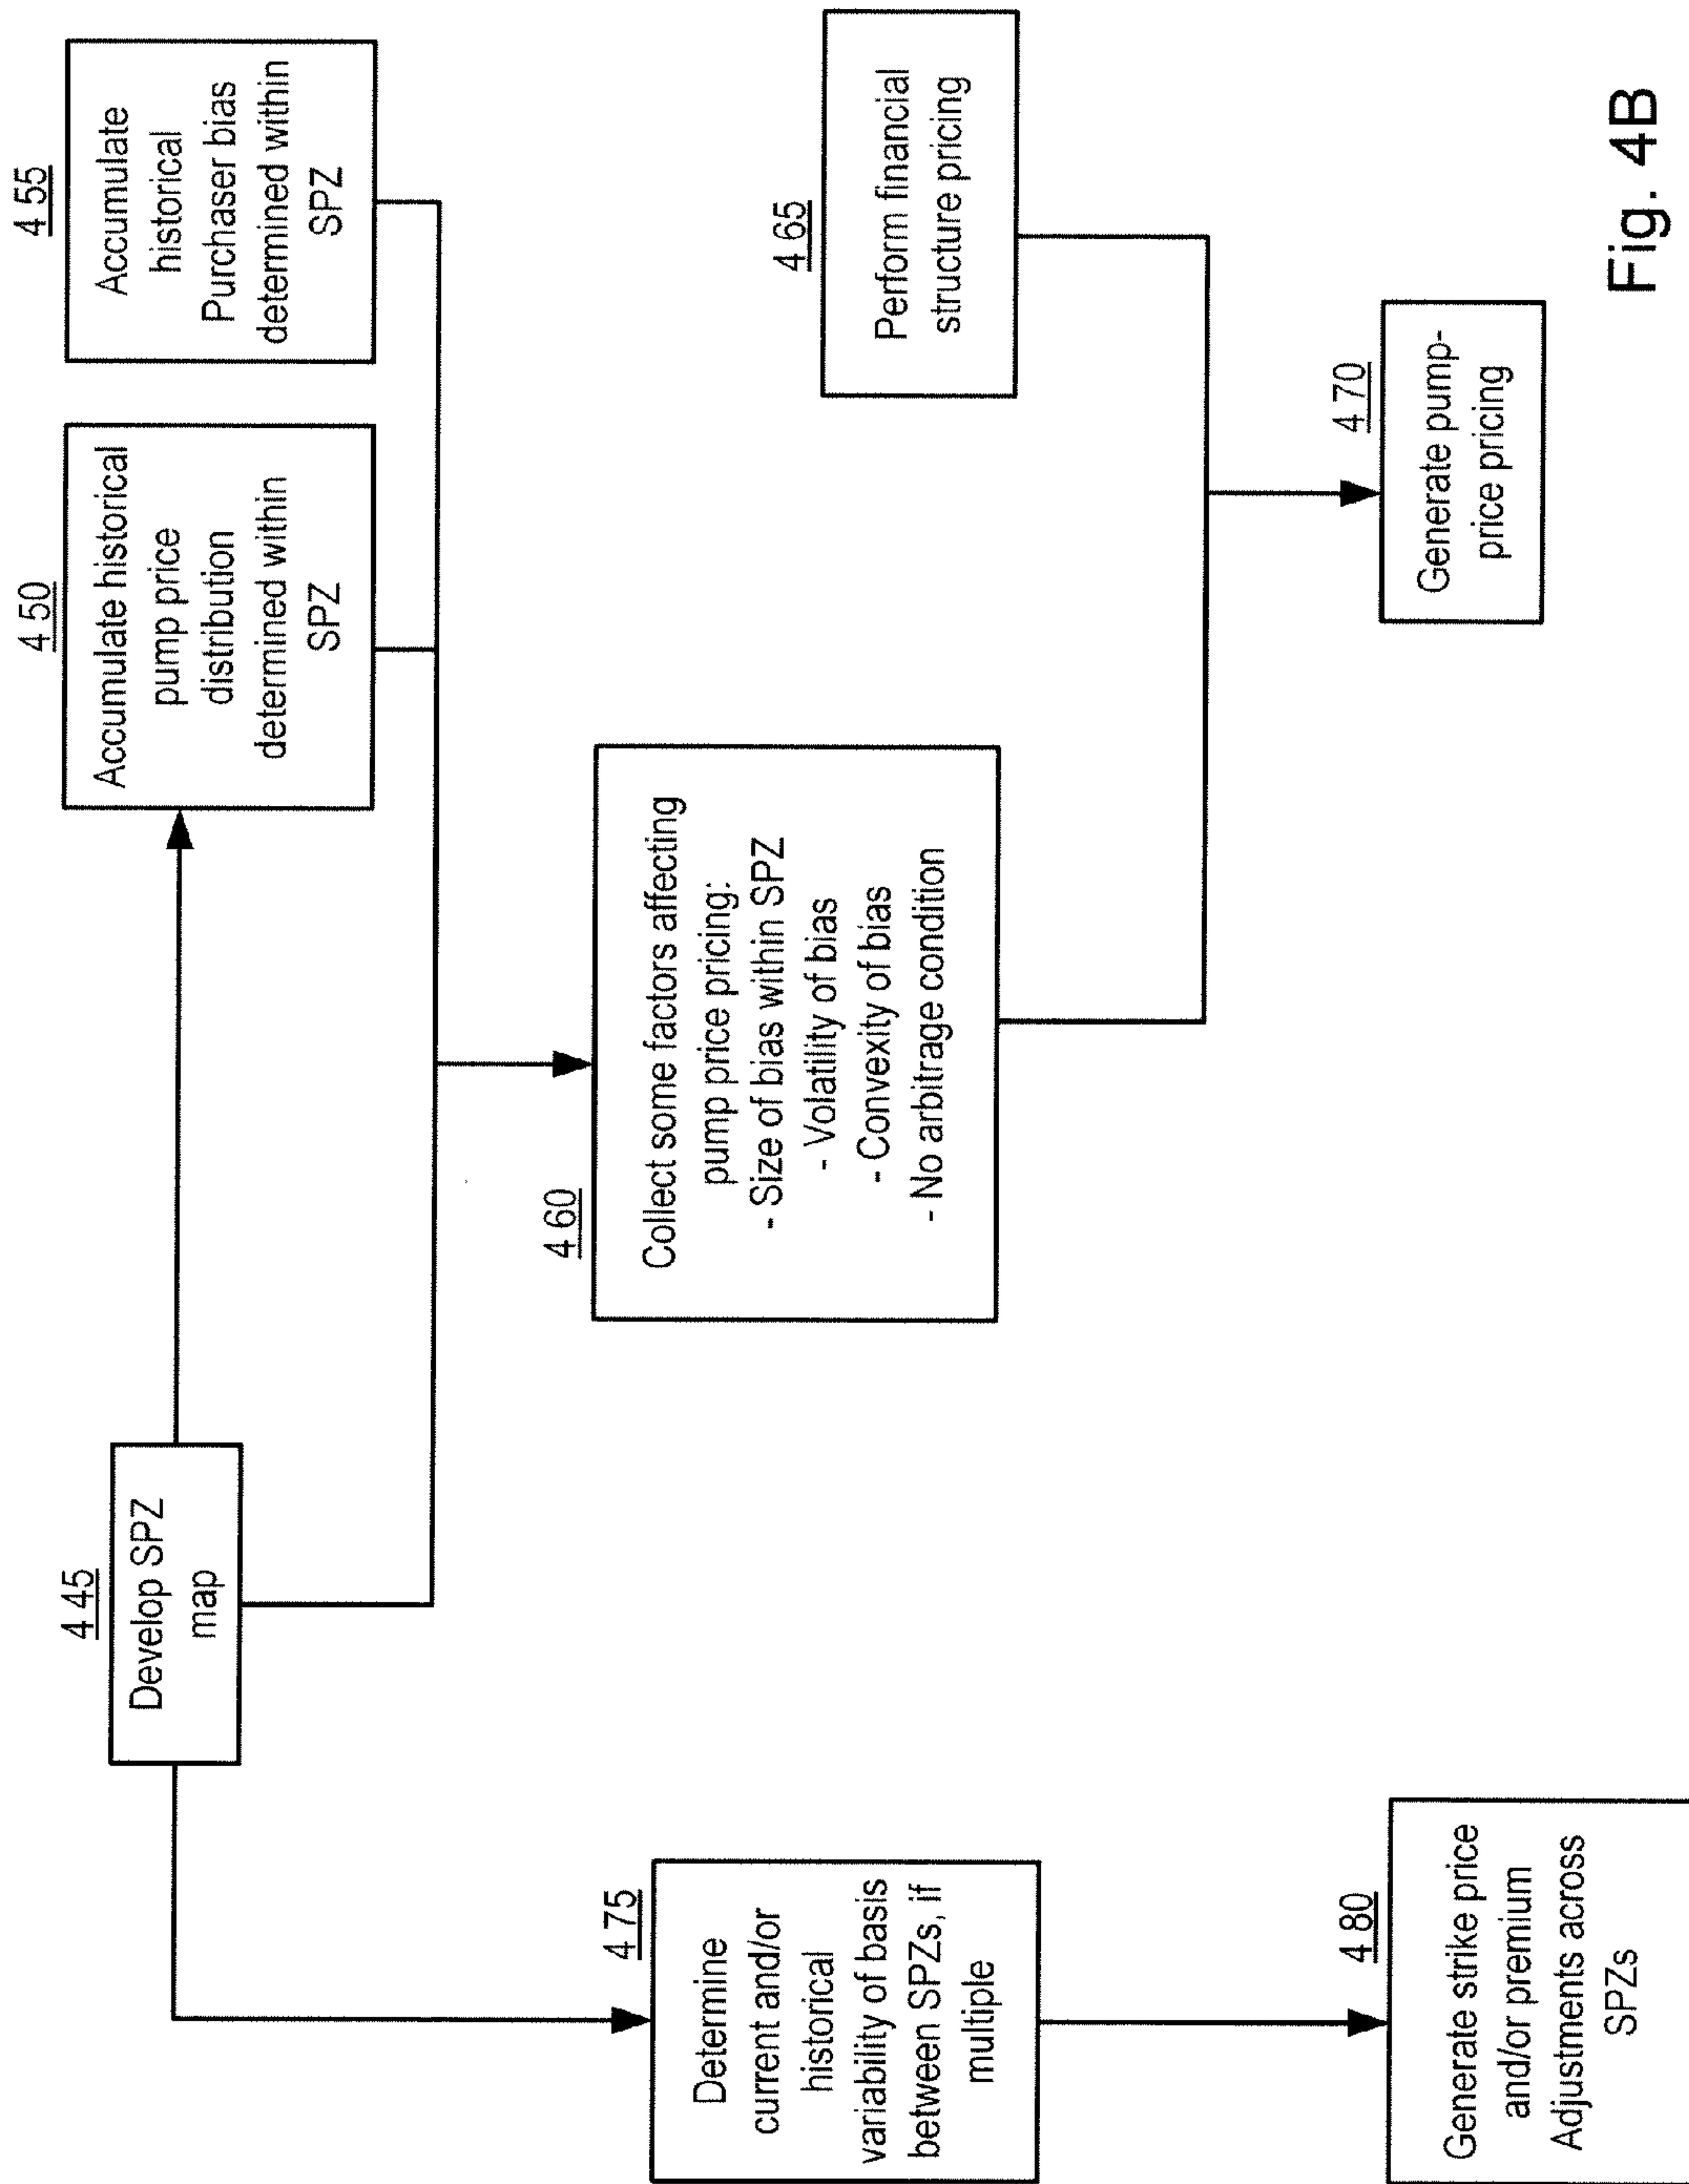 4 45
Develop SPZ
map
4 50
Accumulate historical
pump price
distribution
determined within
SPZ
4 55
Accumulate
historical
Purchaser bias
determined within
SPZ
4 60
Collect some factors affecting
pump price pricing:
- Size of bias within SPZ
- Volatility of bias
- Convexity of bias
- No arbitrage condition
4 65
Perform financial
structure pricing
4 70
Generate pump-
price pricing
4 75
Determine
current and/or
historical
variability of basis
between SPZs, if
multiple
4 80
Generate strike price
and/or premium
Adjustments across
SPZs
Fig. 4B